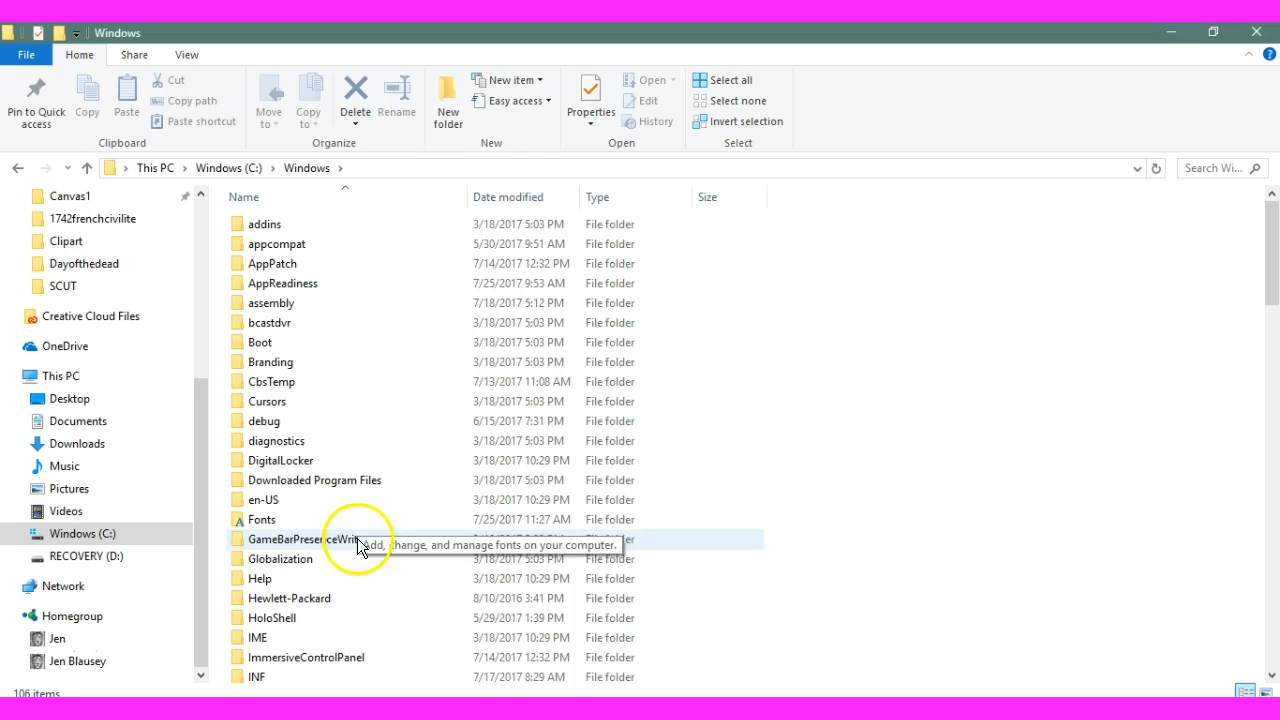 Windows
File Home Share View
Pin to Quick access
Copy
Paste
Cut
Copy path
Paste shortcut
Clipboard
Move to
Copy to
Delete
Rename
Organize
New folder
New item
Easy access
New
Properties
Open
Edit
History
Open
Select all
Select none
Invert selection
Select
This PC Windows (C:) Windows
Search Wi...
Canvas1
1742frenchcivilite
Clipart
Dayofthedead
SCUT
Creative Cloud Files
OneDrive
This PC
Desktop
Documents
Downloads
Music
Pictures
Videos
Windows (C:)
RECOVERY (D:)
Network
Homegroup
Jen
Jen Blausey
Name Date modified Type Size
addins 3/18/2017 5:03 PM File folder
appcompat 5/30/2017 9:51 AM File folder
AppPatch 7/14/2017 12:32 PM File folder
AppReadiness 7/25/2017 9:53 AM File folder
assembly 7/18/2017 5:12 PM File folder
bcastdvr 3/18/2017 5:03 PM File folder
Boot 3/18/2017 5:03 PM File folder
Branding 3/18/2017 5:03 PM File folder
CbsTemp 7/13/2017 11:08 AM File folder
Cursors 3/18/2017 5:03 PM File folder
debug 6/15/2017 7:31 PM File folder
diagnostics 3/18/2017 5:03 PM File folder
DigitalLocker 3/18/2017 10:29 PM File folder
Downloaded Program Files 3/18/2017 5:03 PM File folder
en-US 3/18/2017 10:29 PM File folder
Fonts 7/25/2017 11:27 AM File folder
GameBarPresenceWrit
Add, change, and manage fonts on your computer.
Globalization 3/18/2017 5:03 PM File folder
Help 3/18/2017 10:29 PM File folder
Hewlett-Packard 8/10/2016 3:41 PM File folder
HoloShell 5/29/2017 1:39 PM File folder
IME 3/18/2017 10:29 PM File folder
ImmersiveControlPanel 7/14/2017 12:32 PM File folder
INF 7/17/2017 8:29 AM File folder
106 items